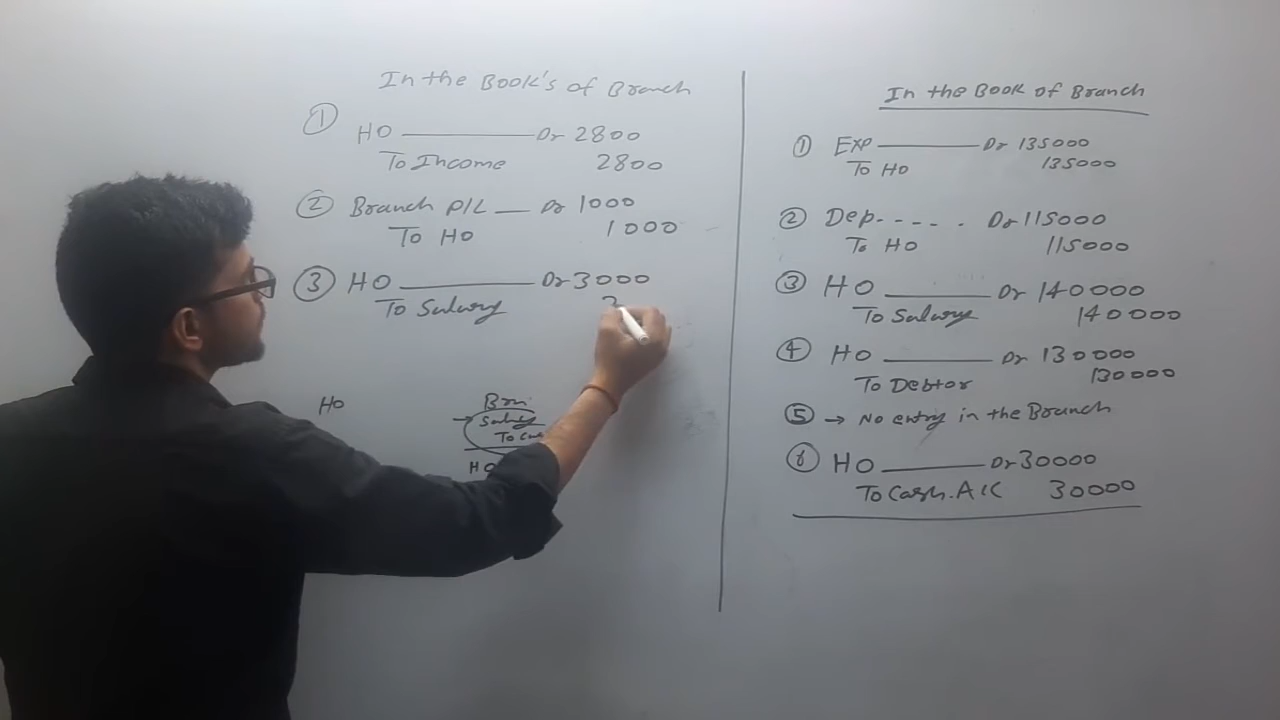 In the Book's of Branch
① HO ———— Dr 2800
To Income 2800
② Branch P/L — Dr 1000
To HO 1000
③ HO ———— Dr 3000
To Salary 3
HO
Salary
To
HO
In the Book of Branch
① Exp ———— Dr 135000
To HO 135000
② Dep----- . Dr 115000
To HO 115000
③ HO ———— Dr 140000
To Salary 140000
④ HO ———— Dr 130000
To Debtor 130000
⑤ → No entry in the Branch
⑥ HO ———— Dr 30000
To Cash. A/C 30000